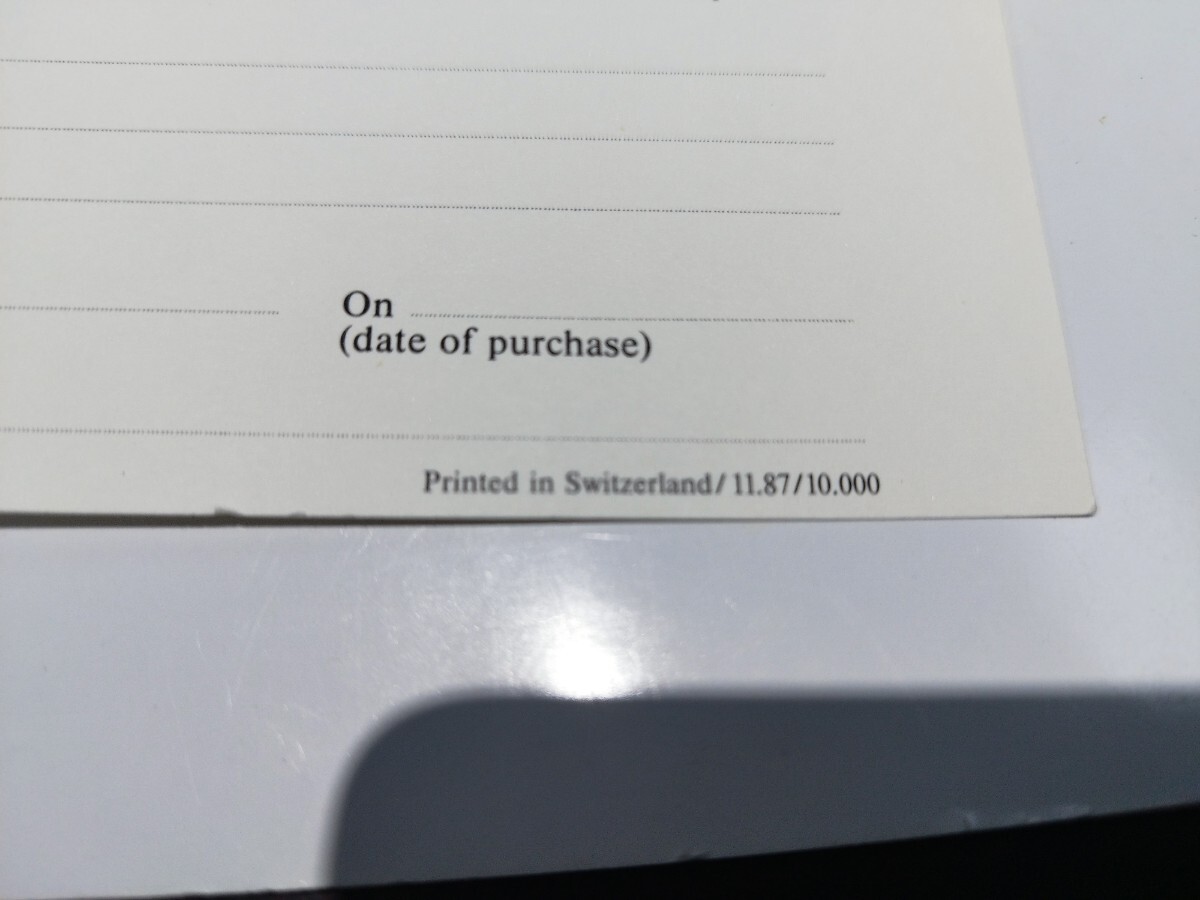 On
(date of purchase)
Printed in Switzerland/ 11.87/10.000